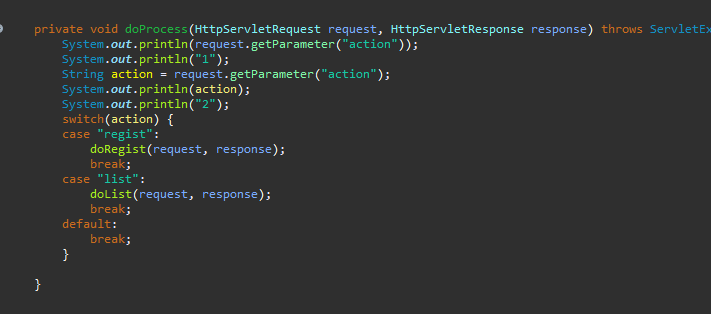 private void doProcess(HttpServletRequest request, HttpServletResponse response) throws ServletEx
System.out.println(request.getParameter("action"));
System.out.println("1");
String action = request.getParameter("action");
System.out.println(action);
System.out.println("2");
switch(action) {
case "regist":
doRegist(request, response);
break;
case "list":
doList(request, response);
break;
default:
break;
}
}